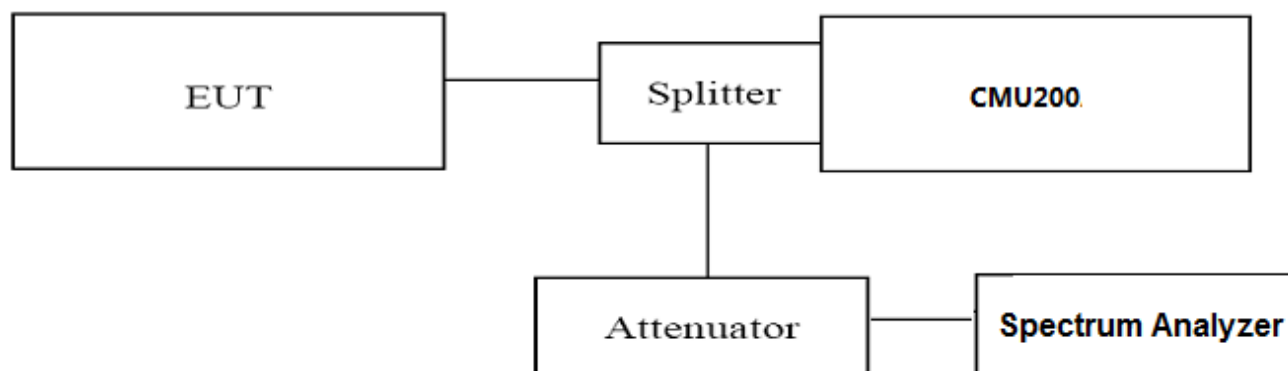 EUT
Splitter
CMU200
Attenuator
Spectrum Analyzer